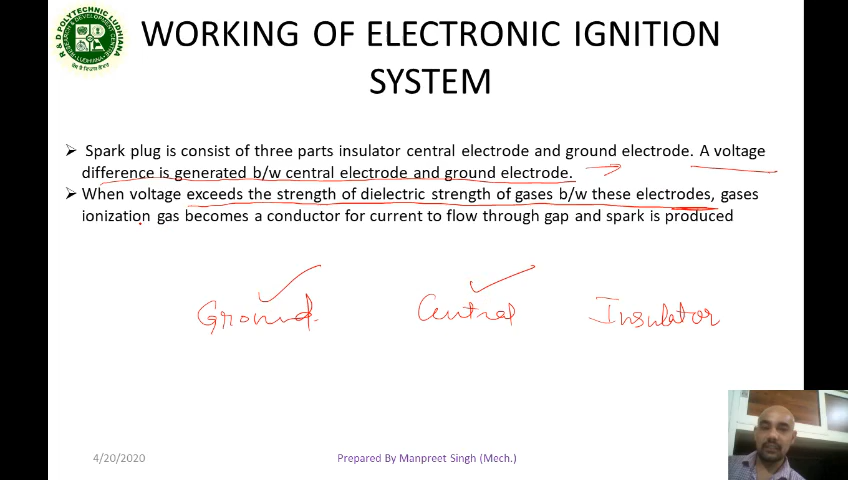 R & D POLYTECHNIC LUDHIANA
WORKING OF ELECTRONIC IGNITION
SYSTEM
➤ Spark plug is consist of three parts insulator central electrode and ground electrode. A voltage
difference is generated b/w central electrode and ground electrode.
➤ When voltage exceeds the strength of dielectric strength of gases b/w these electrodes, gases
ionization gas becomes a conductor for current to flow through gap and spark is produced
Ground Central Insulator
4/20/2020 Prepared By Manpreet Singh (Mech.)